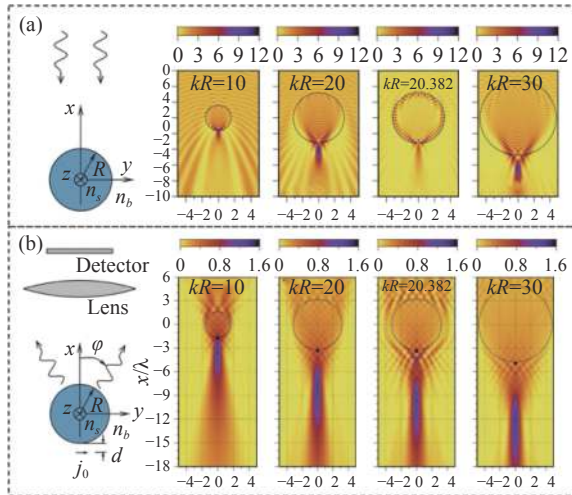 (a)
0 3 6 9 12 0 3 6 9 12 0 3 6 9 12 0 3 6 9 12
kR=10 kR=20 kR=20.382 kR=30
0
2
0
−2
−4
−6
−8
−10
x
y
z
R
n_s
n_b
−4 −2 0 2 4 −4 −2 0 2 4 −4 −2 0 2 4 −4 −2 0 2 4
(b)
Detector
Lens
0 0.8 1.6 0 0.8 1.6 0 0.8 1.6 0 0.8 1.6
kR=10 kR=20 kR=20.382 kR=30
6
3
0
−3
−6
−9
−12
−15
−18
x/λ
x
φ
y
z
R
n_s
n_b
j_0
d
−4 −2 0 2 4 −4 −2 0 2 4 −4 −2 0 2 4 −4 −2 0 2 4